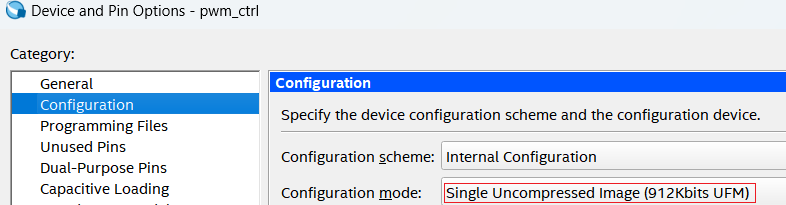 Device and Pin Options - pwm_ctrl
Category:
General
Configuration
Programming Files
Unused Pins
Dual-Purpose Pins
Capacitive Loading
Configuration
Specify the device configuration scheme and the configuration device.
Configuration scheme: Internal Configuration
Configuration mode: Single Uncompressed Image (912Kbits UFM)